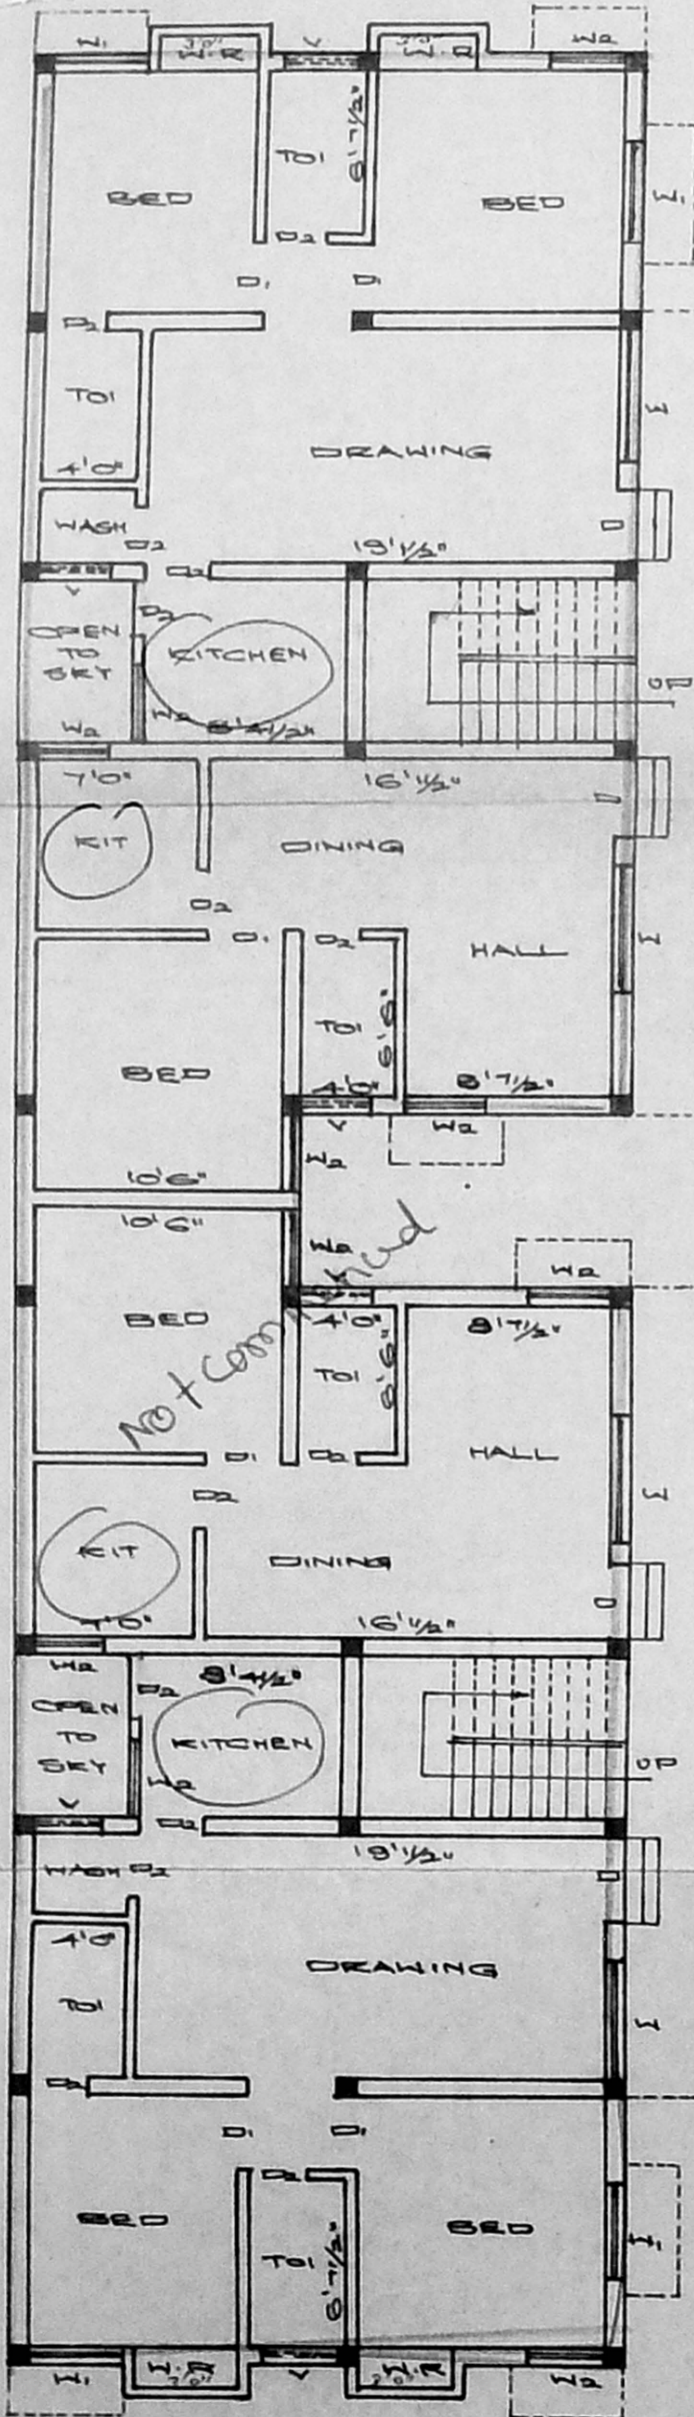 W1
W.R
3'0"
V
W.R
3'0"
W2
TOI
6'7½"
BED
BED
W1
D2
D1
D1
D2
TOI
W
DRAWING
4'0"
WASH
D2
19'1½"
D
D2
V
D2
OPEN
TO
SKY
KITCHEN
UP
W2
W2
8'4½"
7'0"
16'1½"
D
KIT
DINING
D2
D1
D2
HALL
W
TOI
6'6"
BED
4'0"
8'7½"
V
W2
W2
10'6"
10'6"
W2
W2
BED
4'0"
8'7½"
TOI
6'6"
Not commenced
D1
D2
HALL
D2
W
KIT
DINING
D
7'0"
16'1½"
W2
8'4½"
D2
OPEN
TO
SKY
KITCHEN
UP
W2
V
D2
19'1½"
WASH
D2
D
4'0"
DRAWING
TOI
W
D2
D1
D1
D2
BED
BED
TOI
6'7½"
W1
W1
W.R
V
W.R
W2